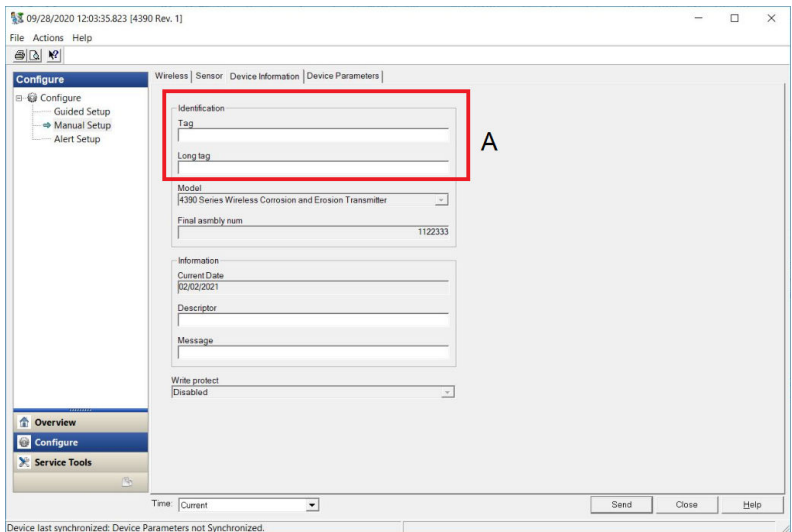 09/28/2020 12:03:35.823 [4390 Rev. 1]
File Actions Help
Configure
Configure
Guided Setup
Manual Setup
Alert Setup
Overview
Configure
Service Tools
Wireless Sensor Device Information Device Parameters
Identification
Tag
Long tag
A
Model
4390 Series Wireless Corrosion and Erosion Transmitter
Final asmbly num
1122333
Information
Current Date
02/02/2021
Descriptor
Message
Write protect
Disabled
Time: Current
Send Close Help
Device last synchronized: Device Parameters not Synchronized.